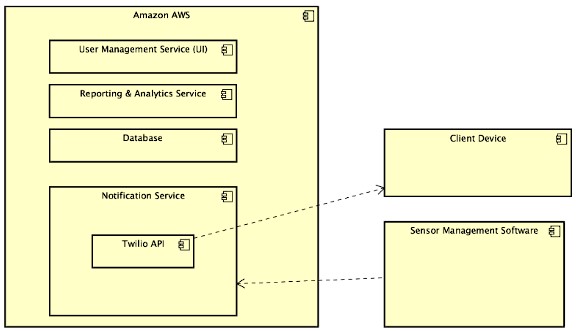 Amazon AWS
User Management Service (UI)
Reporting & Analytics Service
Database
Client Device
Notification Service
Sensor Management Software
Twilio API